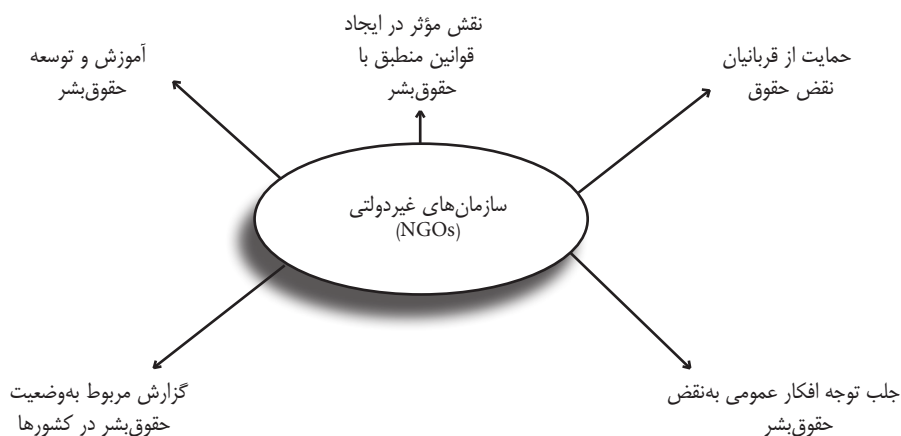 نقش مؤثر در ایجاد
قوانین منطبق با
حقوق‌بشر
حمایت از قربانیان
نقض حقوق
آموزش و توسعه
حقوق‌بشر
سازمان‌های غیردولتی
(NGOs)
جلب توجه افکار عمومی به‌نقض
حقوق‌بشر
گزارش مربوط به‌وضعیت
حقوق‌بشر در کشورها